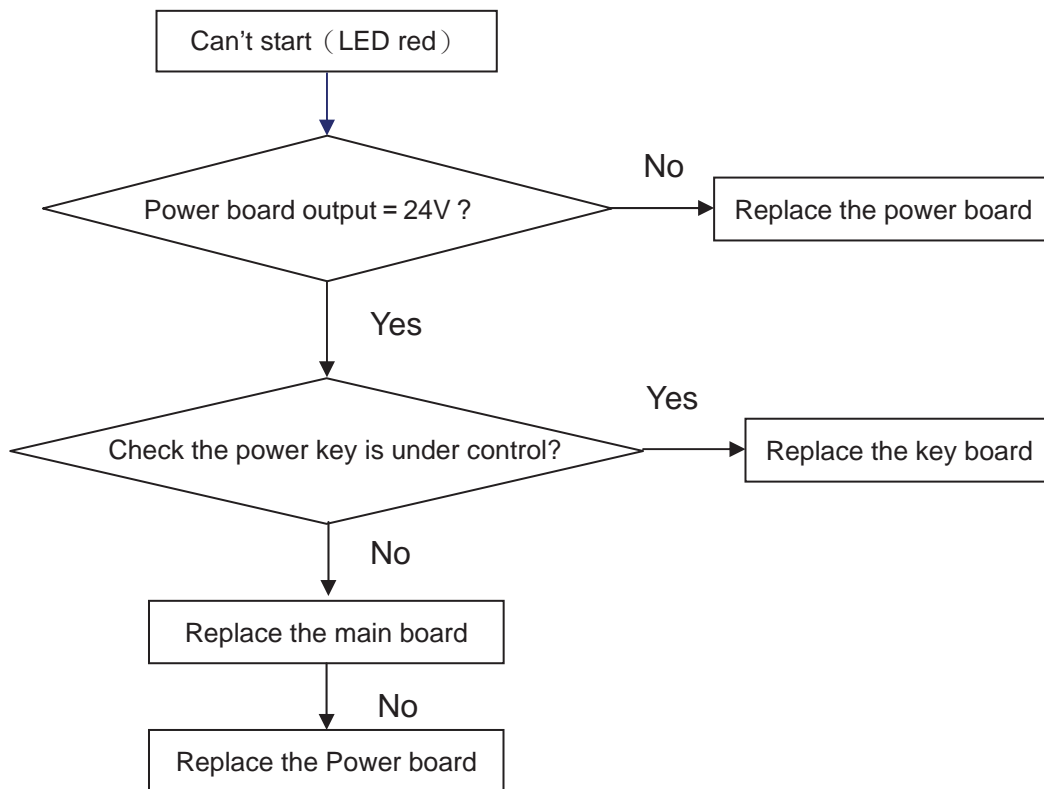 Can't start（LED red）
No
Power board output = 24V ?
Replace the power board
Yes
Yes
Check the power key is under control?
Replace the key board
No
Replace the main board
No
Replace the Power board